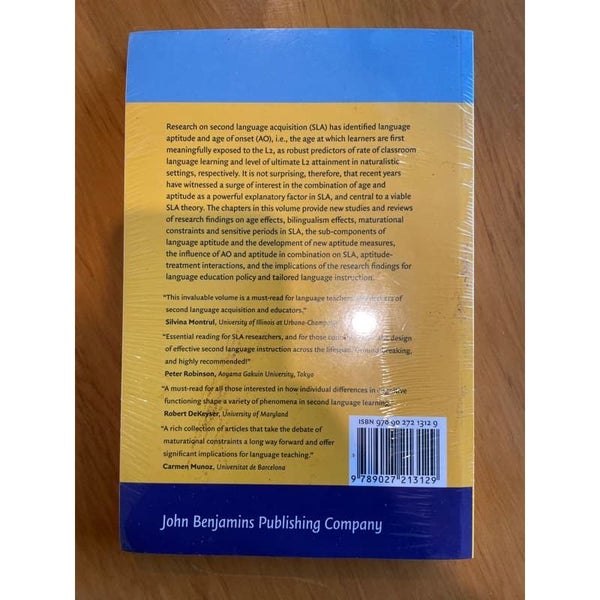 Research on second language acquisition (SLA) has identified language
aptitude and age of onset (AO), i.e., the age at which learners are first
meaningfully exposed to the L2, as robust predictors of rate of classroom
language learning and level of ultimate L2 attainment in naturalistic
settings, respectively. It is not surprising, therefore, that recent years
have witnessed a surge of interest in the combination of age and
aptitude as a powerful explanatory factor in SLA, and central to a viable
SLA theory. The chapters in this volume provide new studies and reviews
of research findings on age effects, bilingualism effects, maturational
constraints and sensitive periods in SLA, the sub-components of
language aptitude and the development of new aptitude measures,
the influence of AO and aptitude in combination on SLA, aptitude-
treatment interactions, and the implications of the research findings for
language education policy and tailored language instruction.
"This invaluable volume is a must-read for language teachers, of
second language acquisition and educators."
Silvina Montrul, University of Illinois at Urbana-Champaign
"Essential reading for SLA researchers, and for those the design
of effective second language instruction across the lifespan. Ground-breaking,
and highly recommended!"
Peter Robinson, Aoyama Gakuin University, Tokyo
"A must-read for all those interested in how individual differences in cognitive
functioning shape a variety of phenomena in second language learning."
Robert DeKeyser, University of Maryland
"A rich collection of articles that take the debate of
maturational constraints a long way forward and offer
significant implications for language teaching."
Carmen Munoz, Universitat de Barcelona
ISBN 978 90 272 1312 9
9 789027 213129
John Benjamins Publishing Company